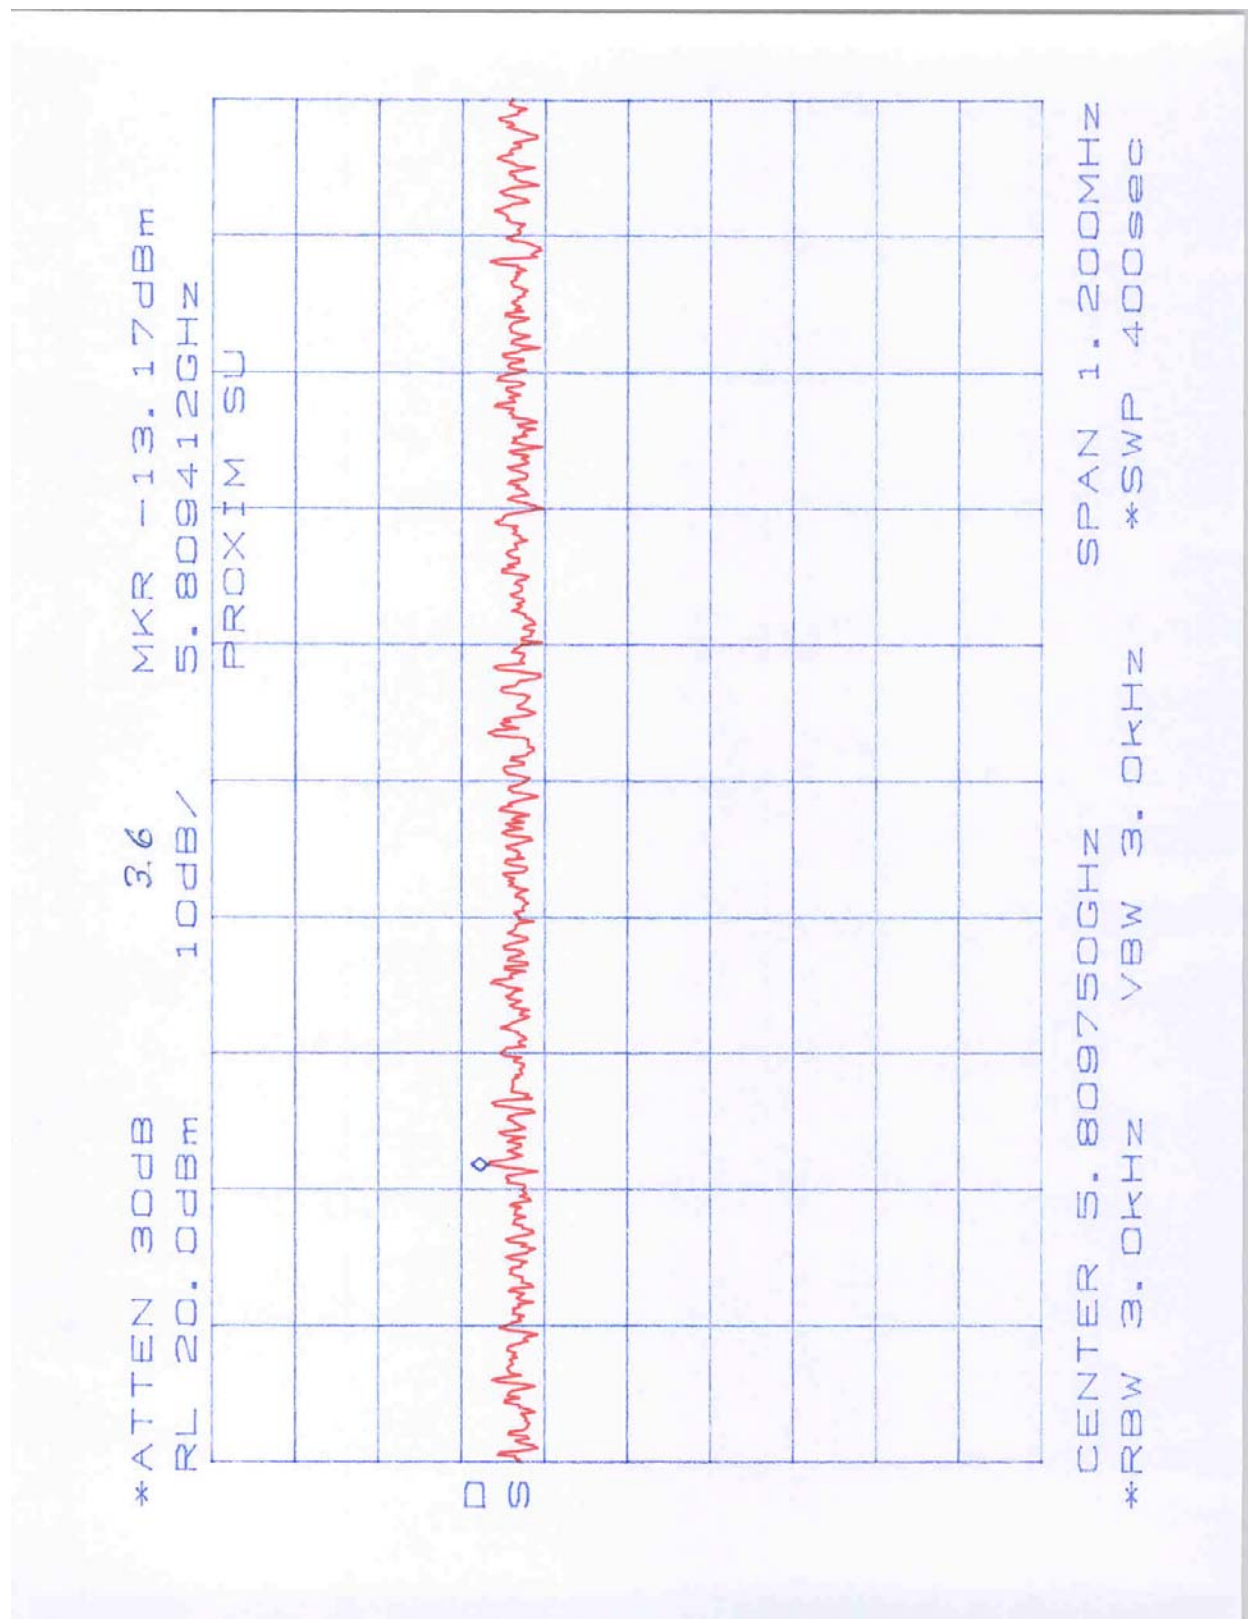 *ATTEN 30dB 3.6 MKR -13.17dBm
RL 20.0dBm 10dB/ 5.809412GHz
PROXIM SU
D
S
CENTER 5.809750GHz SPAN 1.200MHz
*RBW 3.0kHz VBW 3.0kHz *SWP 400sec